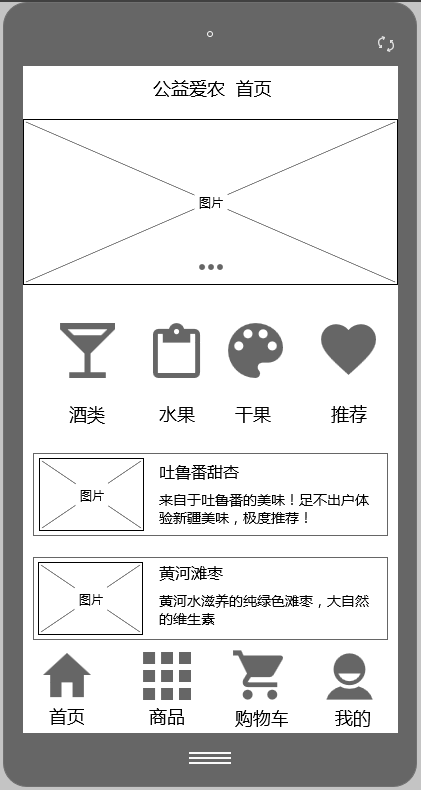 公益爱农 首页
图片
酒类 水果 干果 推荐
图片
吐鲁番甜杏
来自于吐鲁番的美味！足不出户体
验新疆美味，极度推荐！
图片
黄河滩枣
黄河水滋养的纯绿色滩枣，大自然
的维生素
首页 商品 购物车 我的